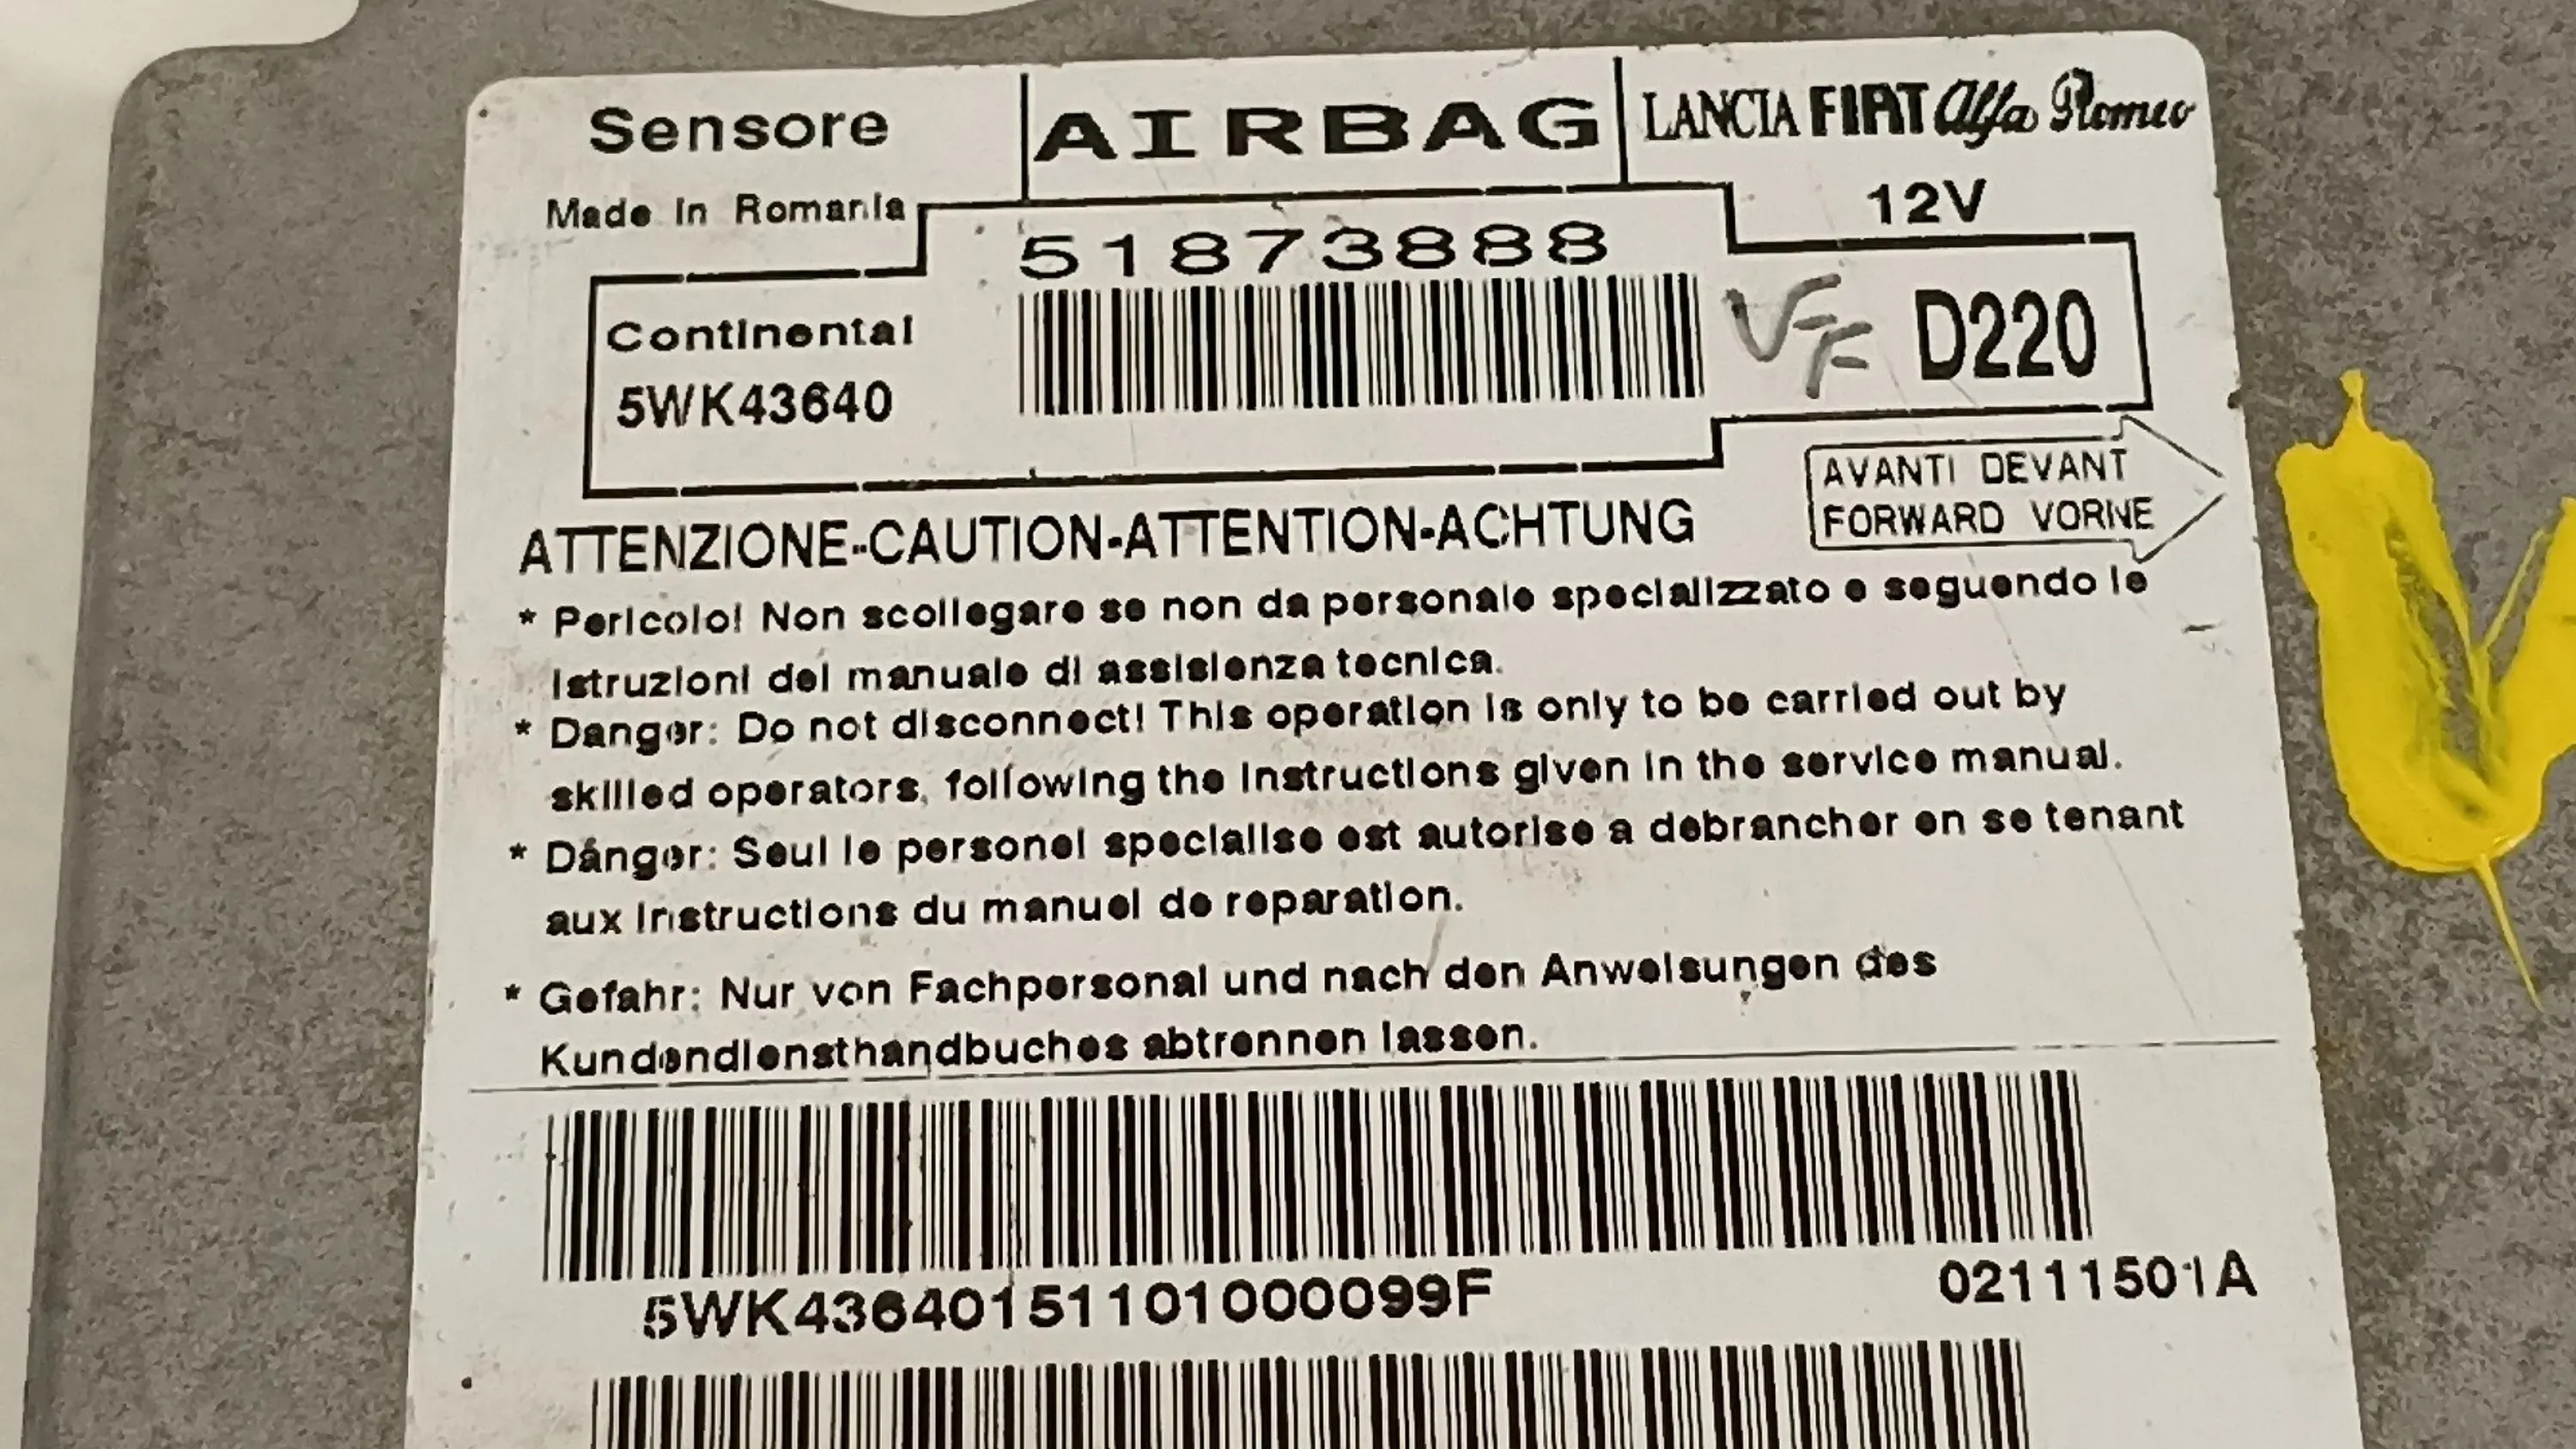 Sensore
AIRBAG
LANCIA FIAT Alfa Romeo
Made in Romania
12V
51873888
Continental
5WK43640
D220
AVANTI DEVANT
FORWARD VORNE
ATTENZIONE-CAUTION-ATTENTION-ACHTUNG
* Pericolo! Non scollegare se non da personale specializzato e seguendo le
istruzioni del manuale di assistenza tecnica.
* Danger: Do not disconnect! This operation is only to be carried out by
skilled operators, following the instructions given in the service manual.
* Dánger: Seul le personel specialise est autorise a debrancher en se tenant
aux instructions du manuel de reparation.
* Gefahr: Nur von Fachpersonal und nach den Anweisungen des
Kundendiensthandbuches abtrennen lassen.
5WK43640151101000099F
02111501A